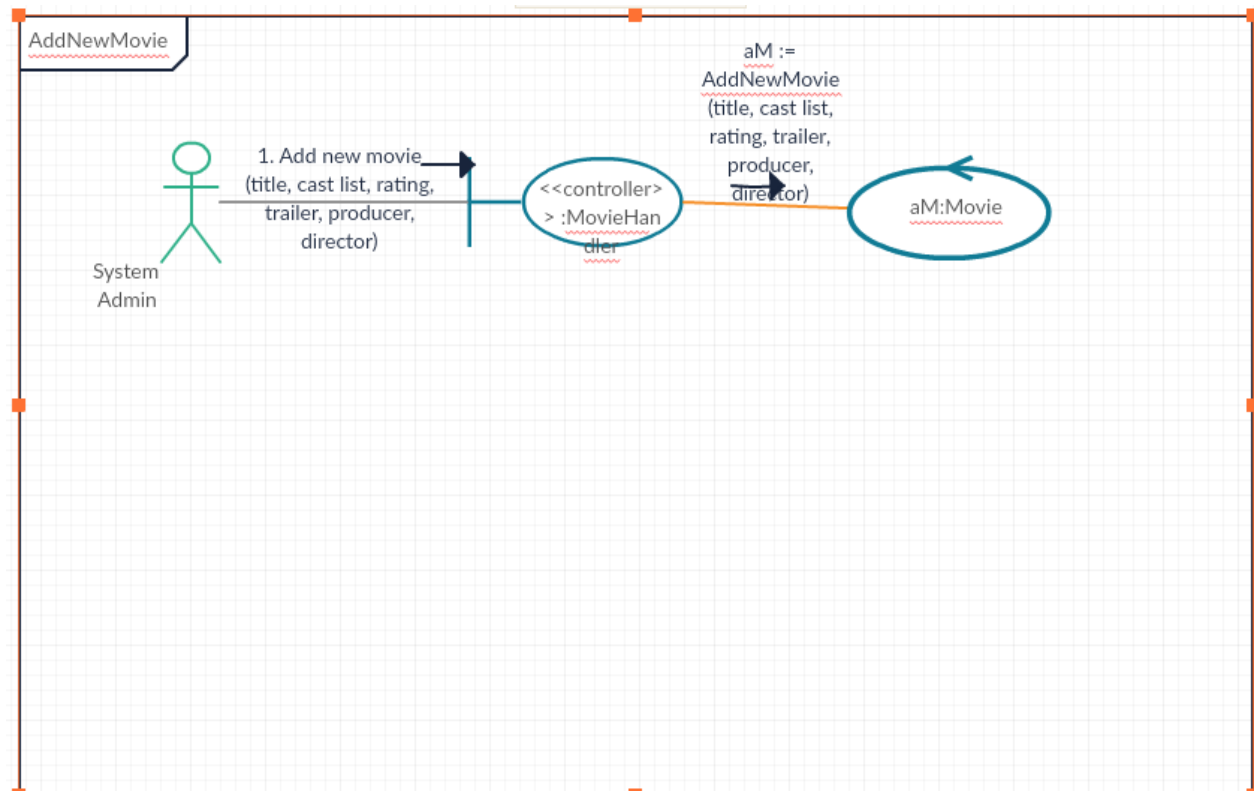 AddNewMovie
aM :=
AddNewMovie
(title, cast list,
rating, trailer,
producer,
director)
1. Add new movie
(title, cast list, rating,
trailer, producer,
director)
<<controller>
> :MovieHan
dler
aM:Movie
System
Admin